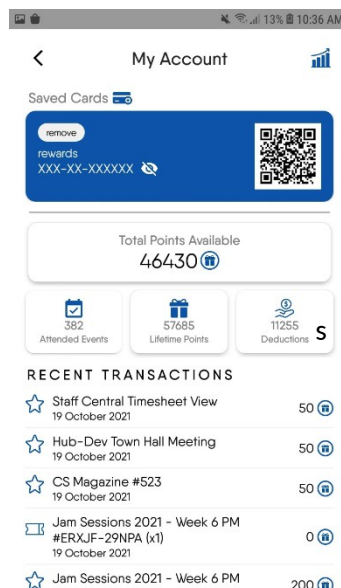 13% 10:36 AM
My Account
Saved Cards
remove
rewards
XXX-XX-XXXXXX
Total Points Available
46430
382
Attended Events
57685
Lifetime Points
11255
Deductions
S
RECENT TRANSACTIONS
Staff Central Timesheet View
19 October 2021
50
Hub-Dev Town Hall Meeting
19 October 2021
50
CS Magazine #523
19 October 2021
50
Jam Sessions 2021 - Week 6 PM
#ERXJF-29NPA (x1)
19 October 2021
0
Jam Sessions 2021 - Week 6 PM
200